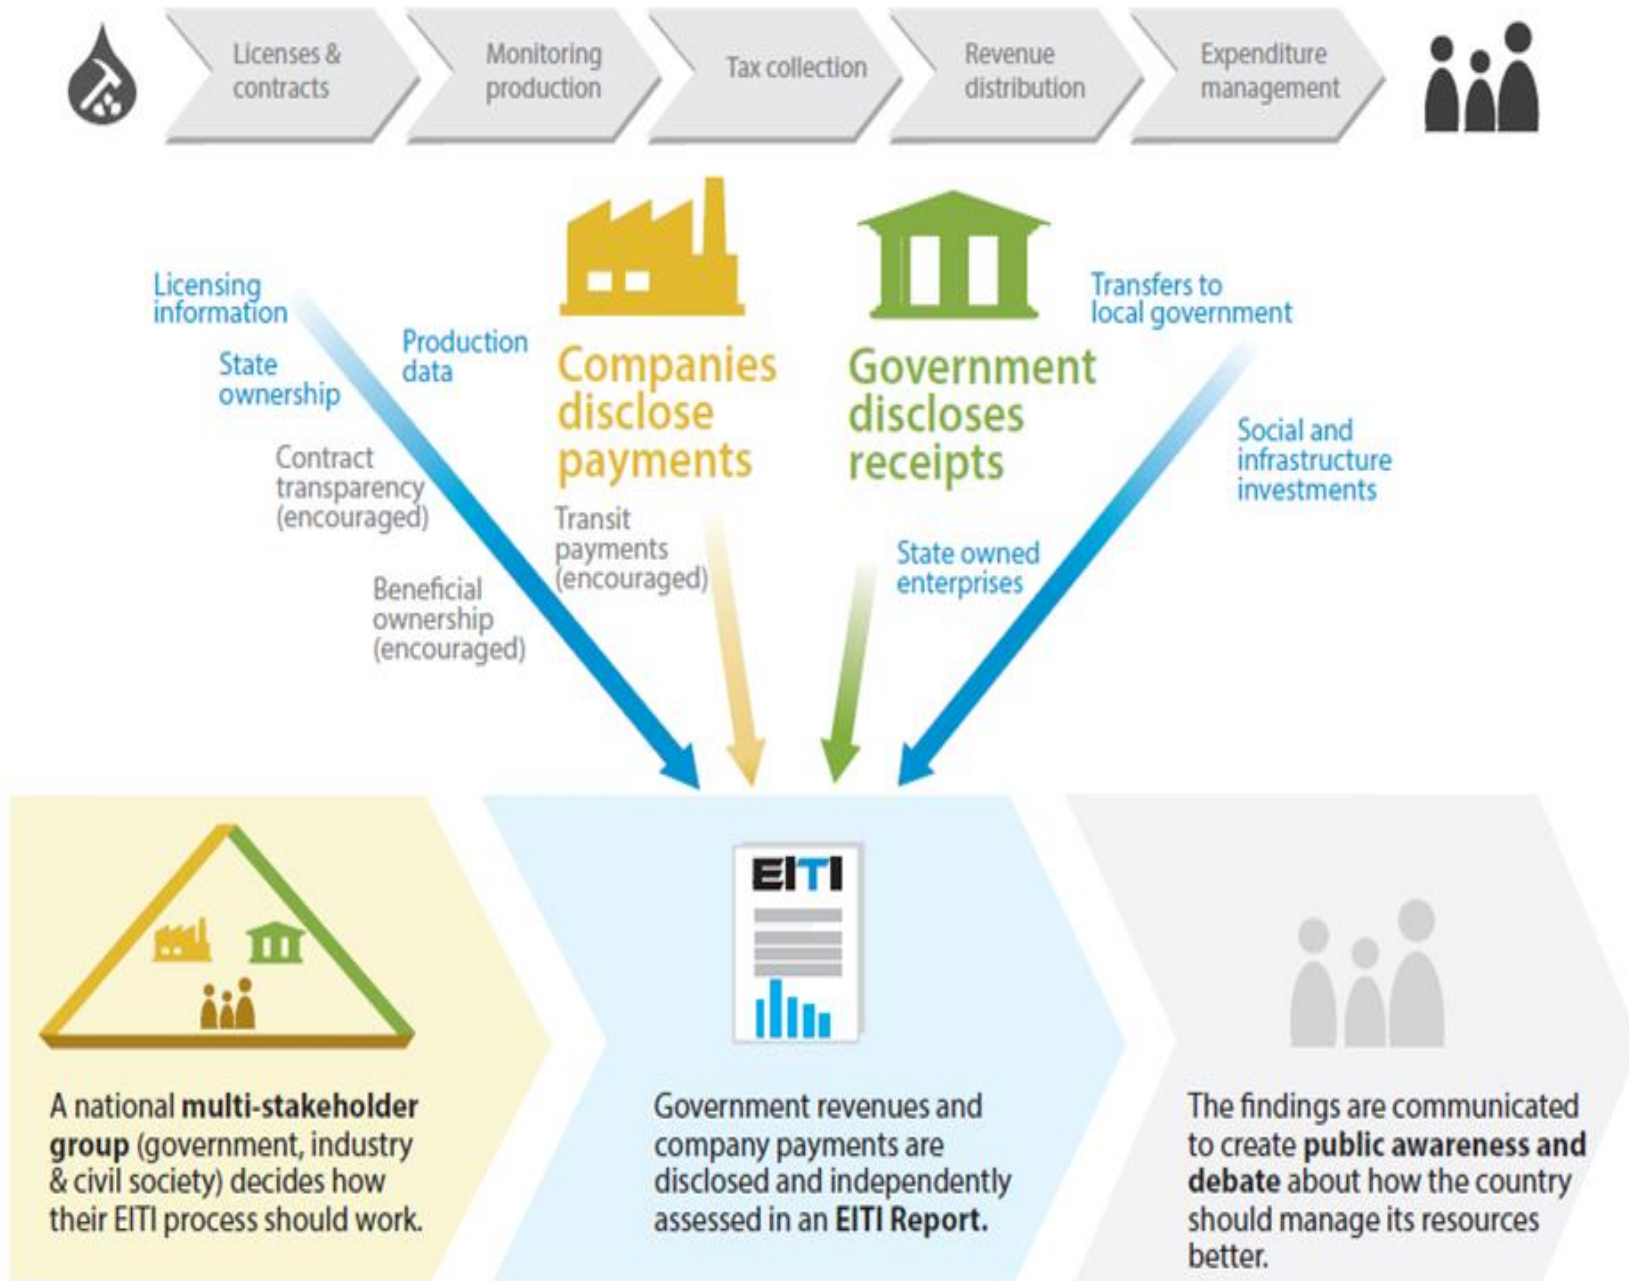 Licenses &
contracts
Monitoring
production
Tax collection
Revenue
distribution
Expenditure
management
Licensing
information
State
ownership
Production
data
Contract
transparency
(encouraged)
Beneficial
ownership
(encouraged)
Companies
disclose
payments
Transit
payments
(encouraged)
Government
discloses
receipts
State owned
enterprises
Transfers to
local government
Social and
infrastructure
investments
A national multi-stakeholder
group (government, industry
& civil society) decides how
their EITI process should work.
EITI
Government revenues and
company payments are
disclosed and independently
assessed in an EITI Report.
The findings are communicated
to create public awareness and
debate about how the country
should manage its resources
better.